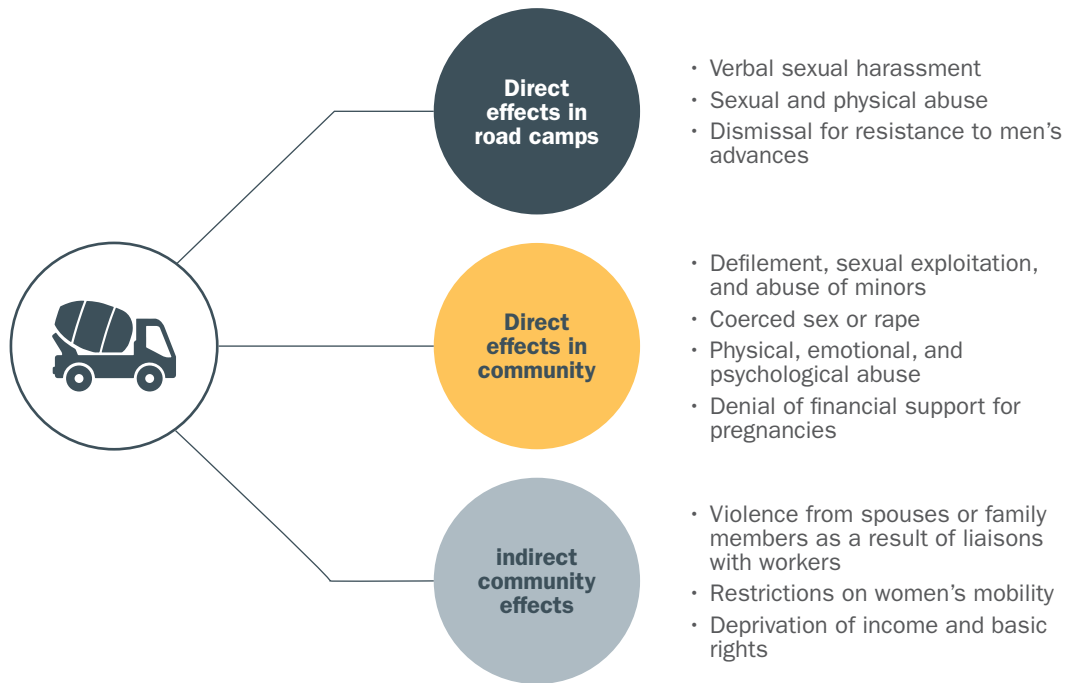 Direct
effects in
road camps
· Verbal sexual harassment
· Sexual and physical abuse
· Dismissal for resistance to men’s
advances
Direct
effects in
community
· Defilement, sexual exploitation,
and abuse of minors
· Coerced sex or rape
· Physical, emotional, and
psychological abuse
· Denial of financial support for
pregnancies
indirect
community
effects
· Violence from spouses or family
members as a result of liaisons
with workers
· Restrictions on women’s mobility
· Deprivation of income and basic
rights